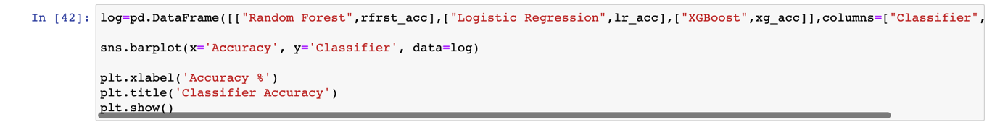 In [42]: log=pd.DataFrame([["Random Forest",rfrst_acc],["Logistic Regression",lr_acc],["XGBoost",xg_acc]],columns=["Classifier",
sns.barplot(x='Accuracy', y='Classifier', data=log)
plt.xlabel('Accuracy %')
plt.title('Classifier Accuracy')
plt.show()